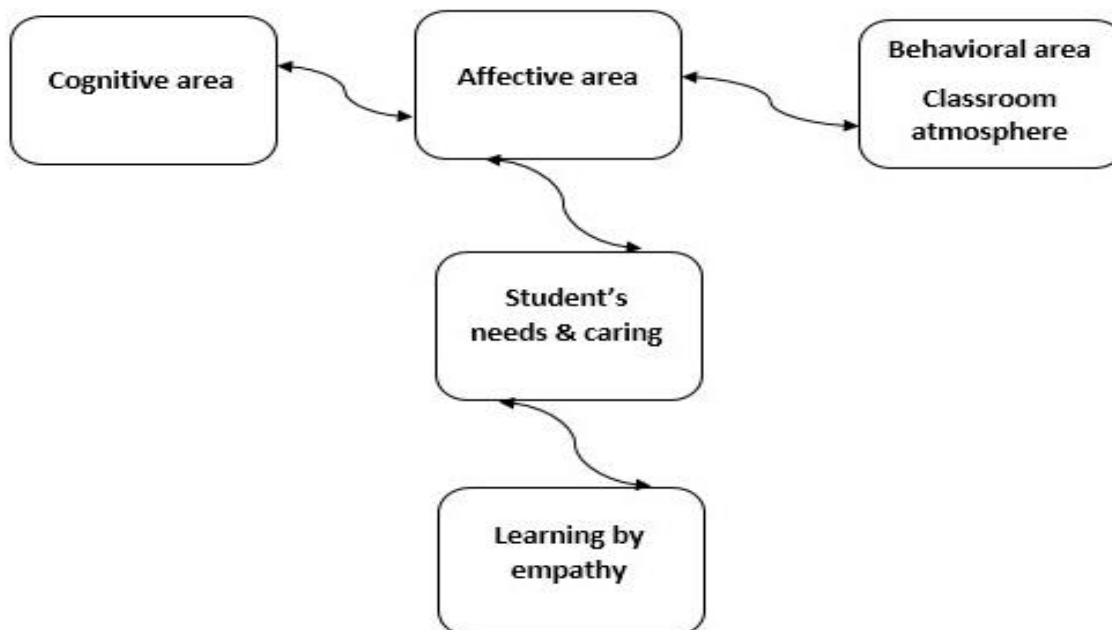 Cognitive area
Affective area
Behavioral area
Classroom
atmosphere
Student’s
needs & caring
Learning by
empathy